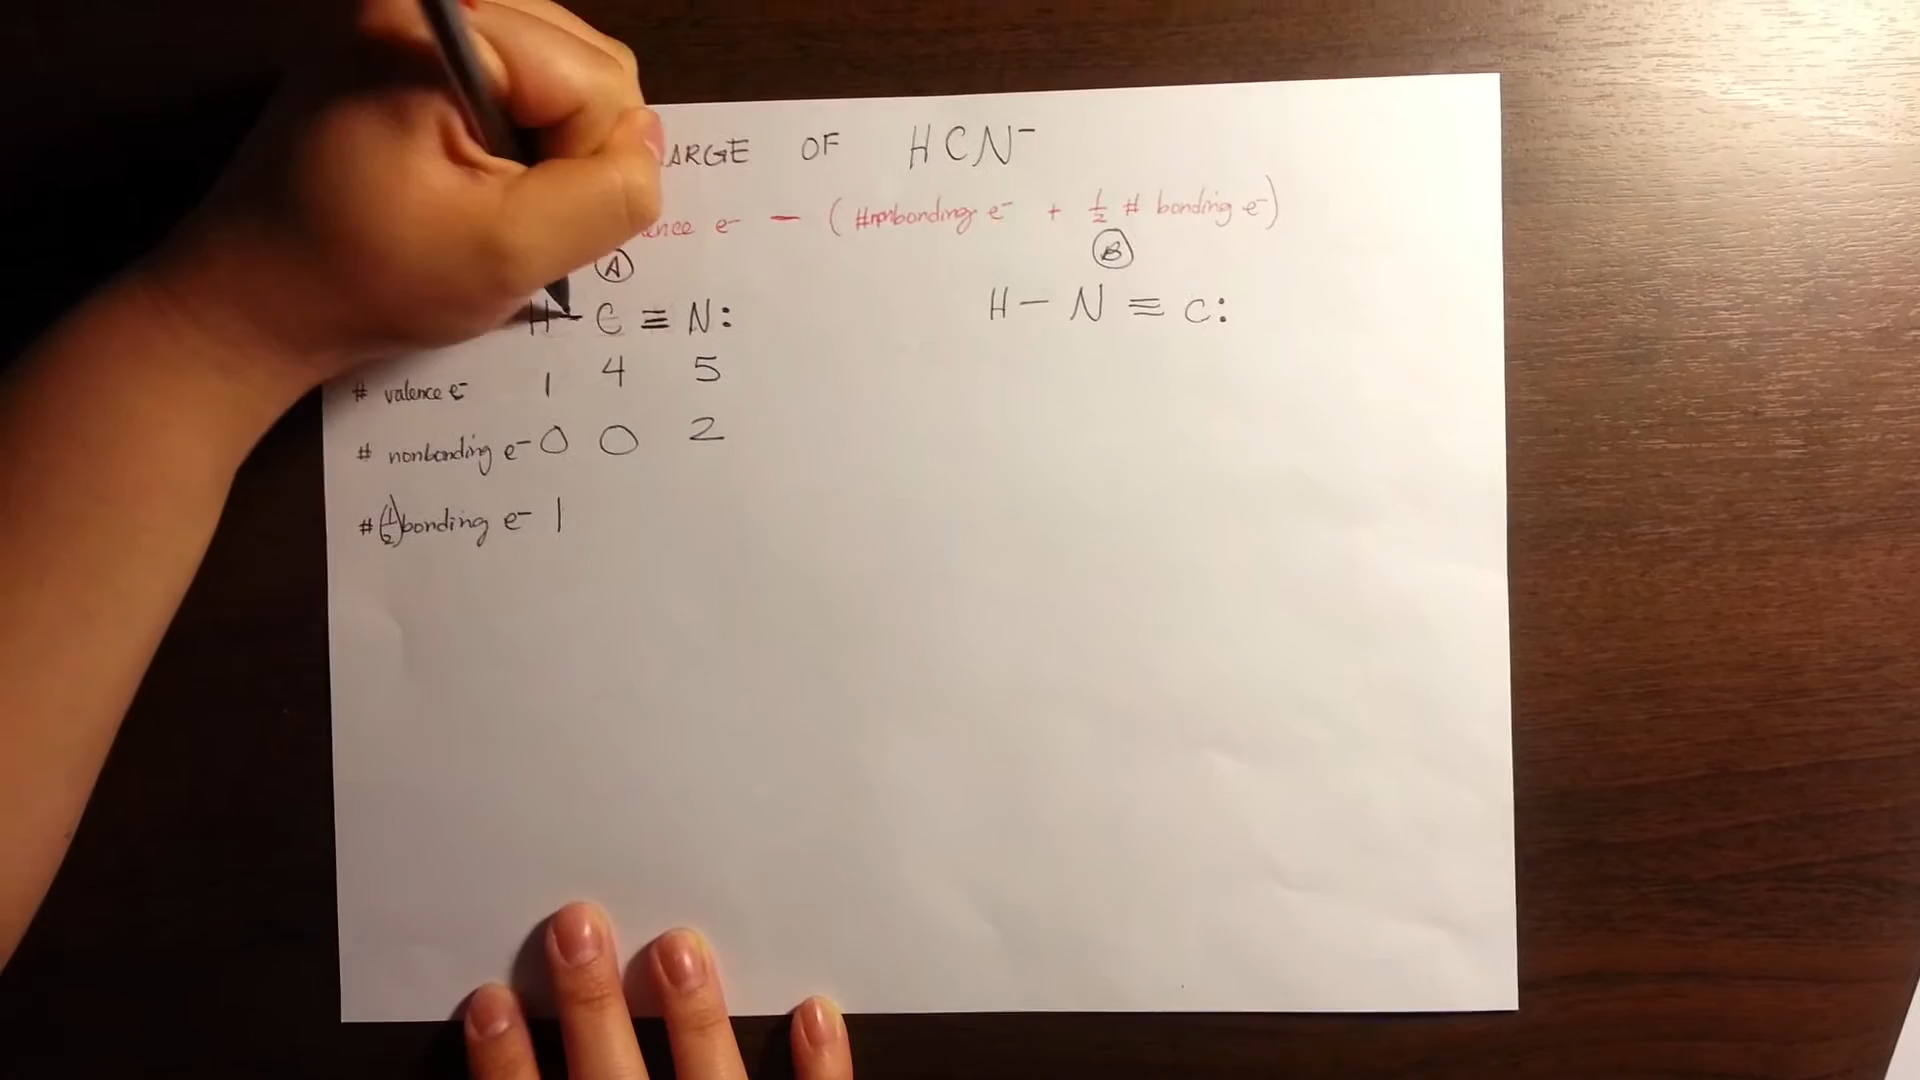 ARGE OF HCN⁻
ence e⁻ − (#nonbonding e⁻ + 1/2 # bonding e⁻)
A B
H − C ≡ N: H − N ≡ C:
# valence e⁻ 1 4 5
# nonbonding e⁻ 0 0 2
#(1/2)bonding e⁻ 1